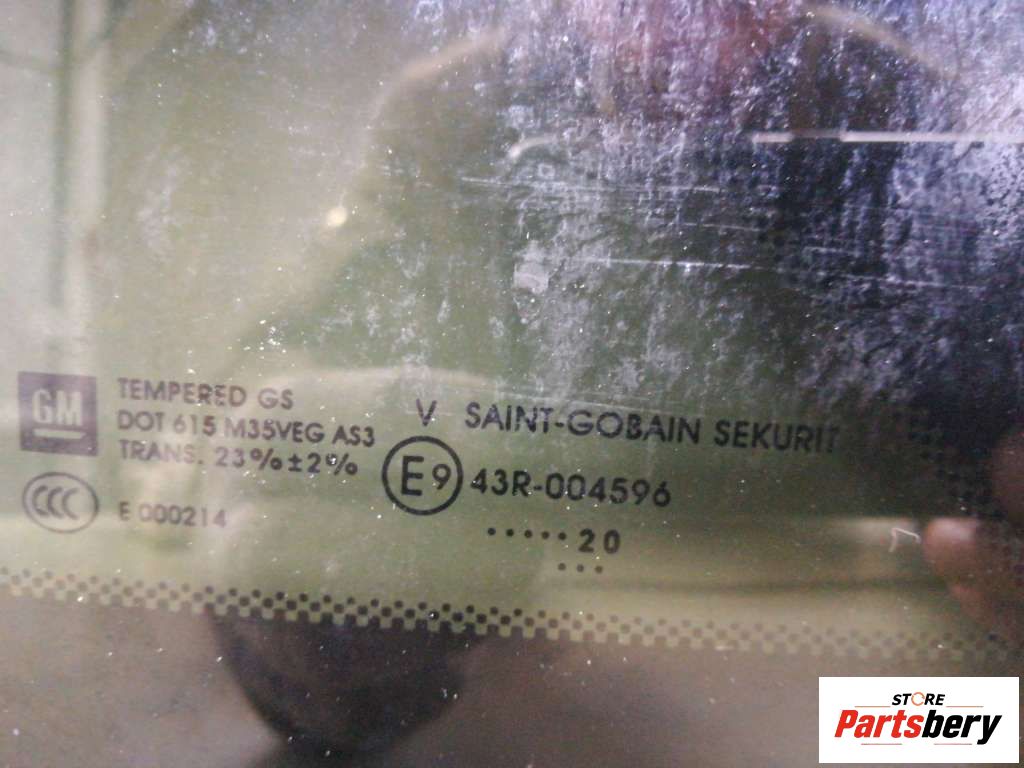 GM
TEMPERED GS
DOT 615 M35VEG AS3
TRANS. 23%±2%
CCC
E 000214
V SAINT-GOBAIN SEKURIT
E9 43R-004596
.....20
...
STORE
Partsbery